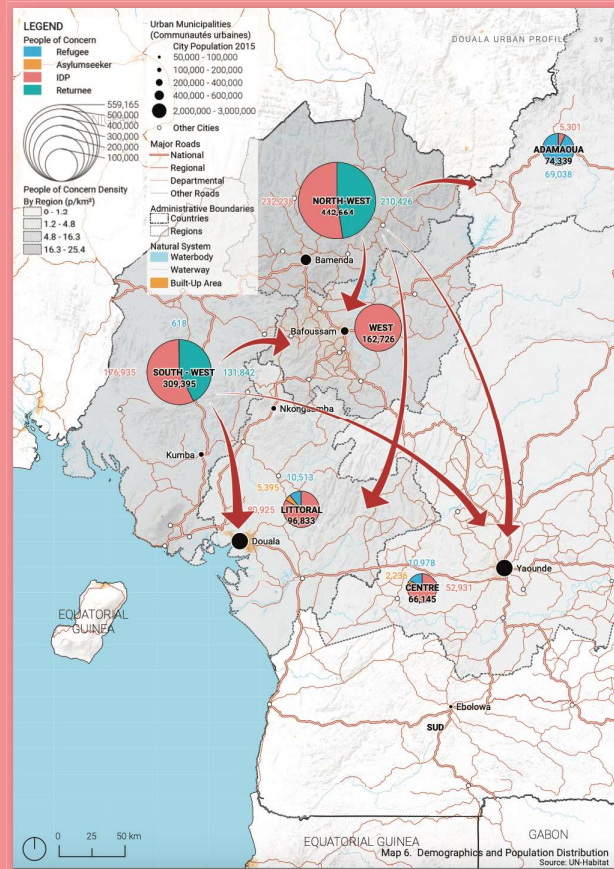 DOUALA URBAN PROFILE 39
LEGEND
People of Concern
Refugee
Asylumseeker
IDP
Returnee
559,165
500,000
400,000
300,000
200,000
100,000
People of Concern Density
By Region (p/km²)
0 - 1.2
1.2 - 4.8
4.8 - 16.3
16.3 - 25.4
Urban Municipalities
(Communautés urbaines)
City Population 2015
50,000 - 100,000
100,000 - 200,000
200,000 - 400,000
400,000 - 600,000
2,000,000 - 3,000,000
Other Cities
Major Roads
National
Regional
Departmental
Other Roads
Administrative Boundaries
Countries
Regions
Natural System
Waterbody
Waterway
Built-Up Area
5,301
ADAMAOUA
74,339
69,038
232,238
NORTH-WEST
442,664
210,426
Bamenda
618
Bafoussam
WEST
162,726
176,935
SOUTH - WEST
309,395
131,842
Nkongsamba
Kumba
10,513
5,395
80,925
LITTORAL
96,833
Douala
10,978
2,236
CENTRE
52,931
66,145
Yaounde
EQUATORIAL
GUINEA
Ebolowa
SUD
0 25 50 km
EQUATORIAL GUINEA
GABON
Map 6. Demographics and Population Distribution
Source: UN-Habitat